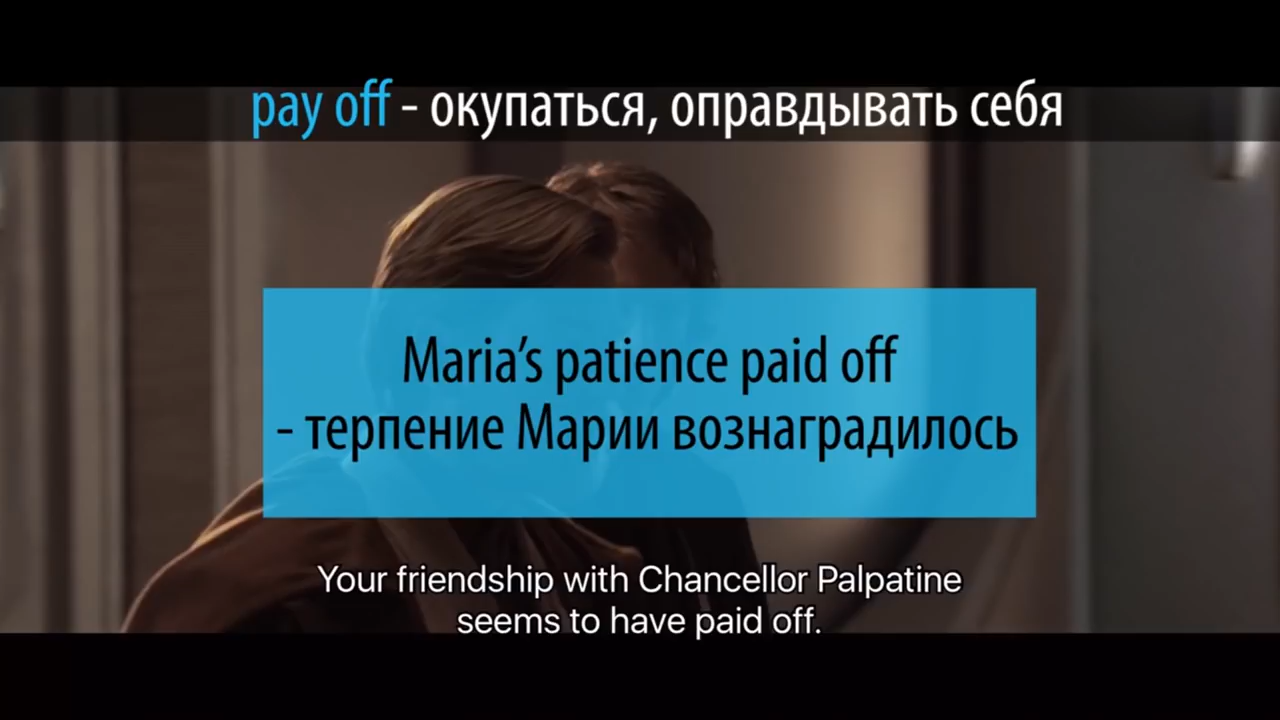 pay off - окупаться, оправдывать себя
Maria’s patience paid off
- терпение Марии вознаградилось
Your friendship with Chancellor Palpatine
seems to have paid off.